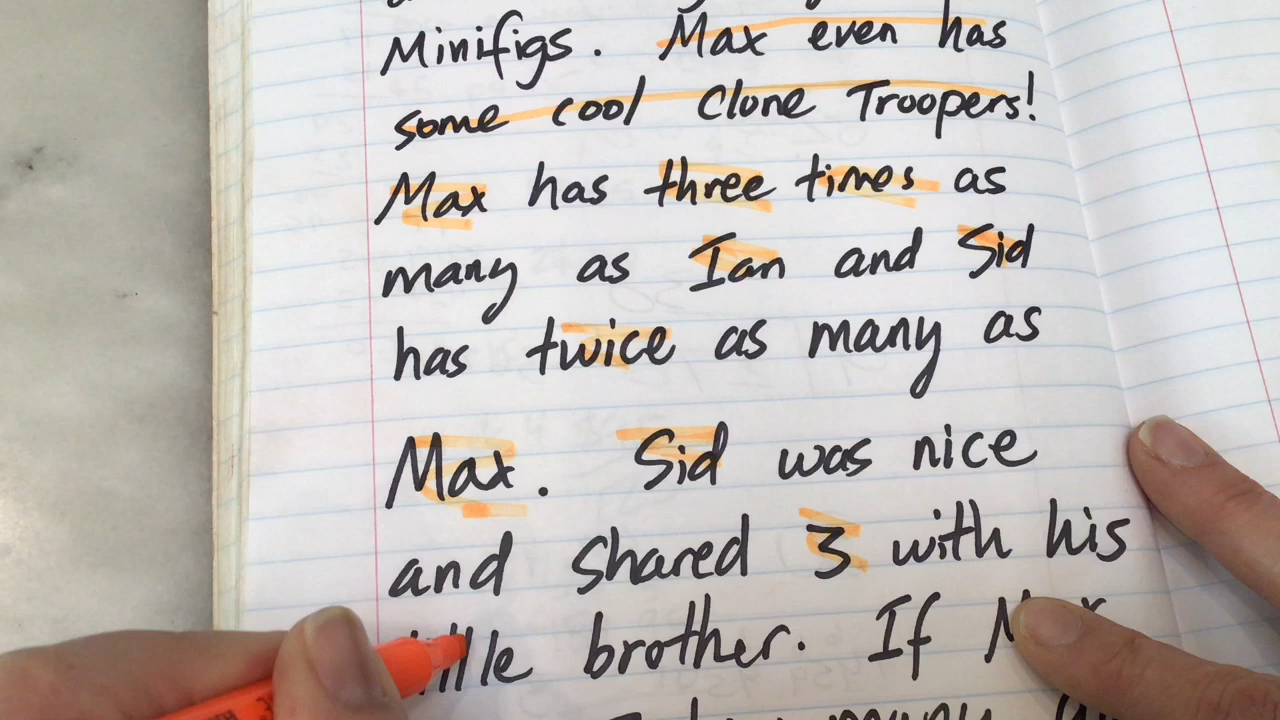 Minifigs. Max even has
some cool Clone Troopers!
Max has three times as
many as Ian and Sid
has twice as many as
Max. Sid was nice
and shared 3 with his
brother. If
many